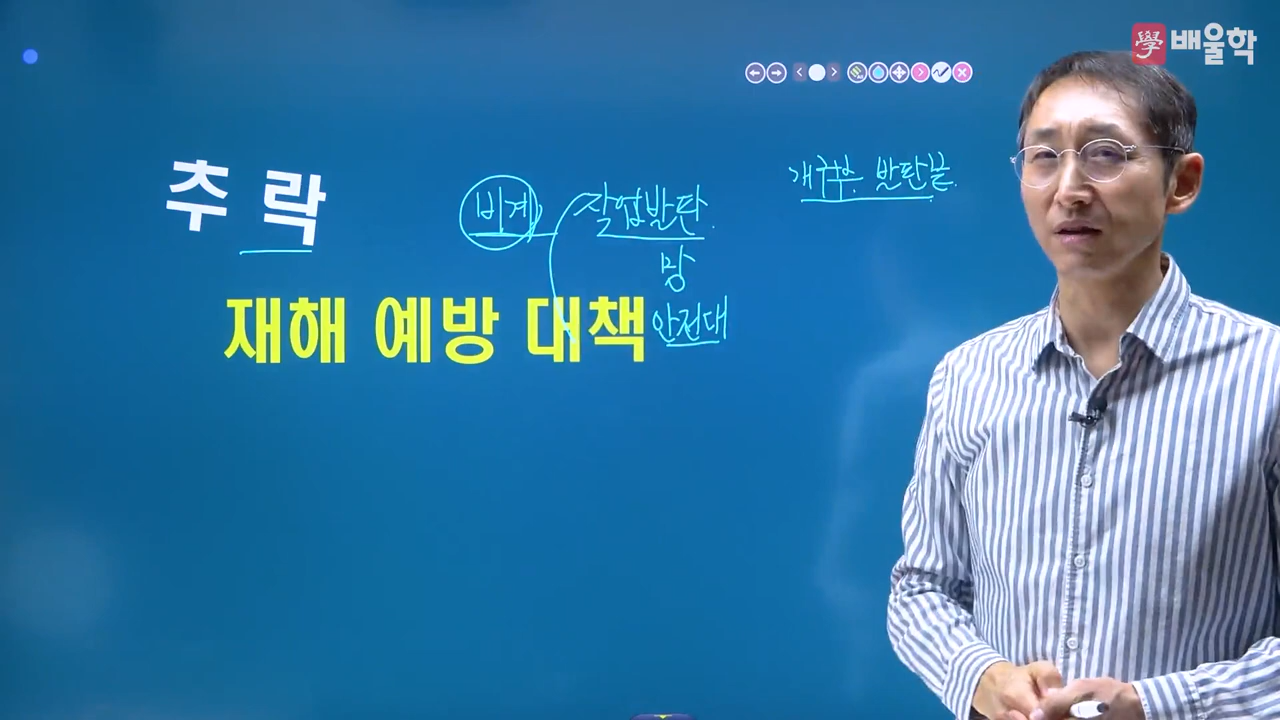 學 배울학
추락
재해 예방 대책
비계
작업발판
망
안전대
개구부. 발판끝.